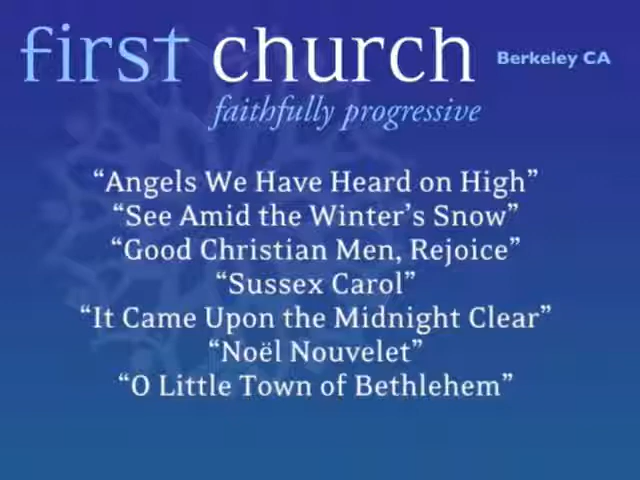 first church Berkeley CA
faithfully progressive
“Angels We Have Heard on High”
“See Amid the Winter’s Snow”
“Good Christian Men, Rejoice”
“Sussex Carol”
“It Came Upon the Midnight Clear”
“Noël Nouvelet”
“O Little Town of Bethlehem”